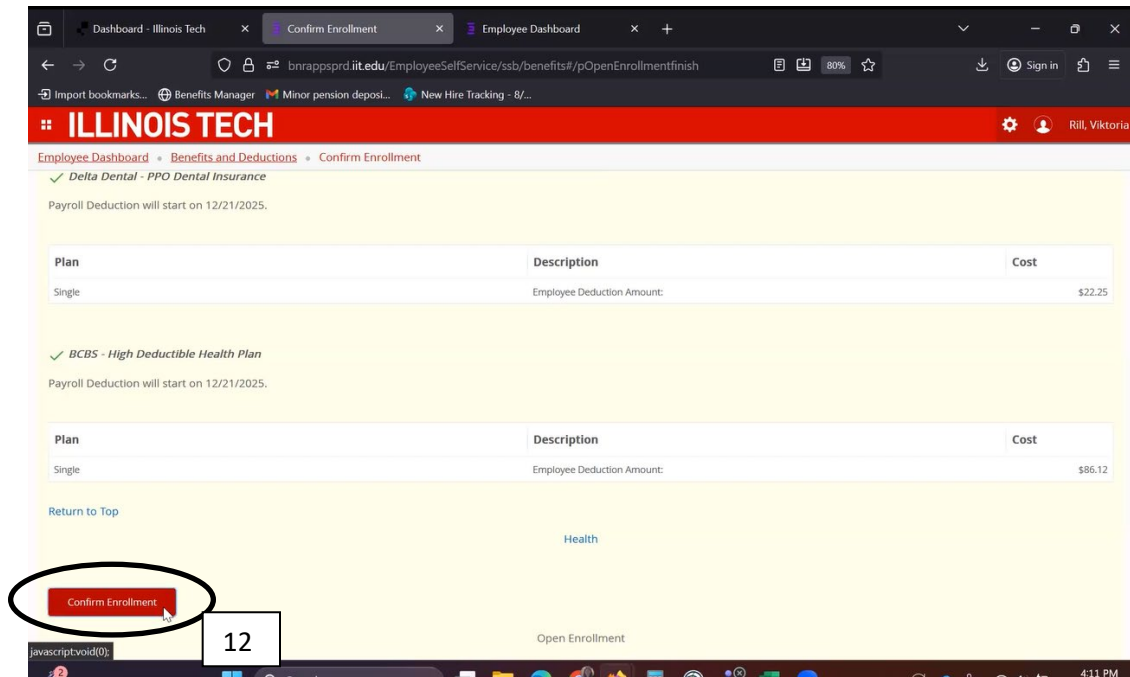 Dashboard - Illinois Tech
Confirm Enrollment
Employee Dashboard
bnrappsprd.iit.edu/EmployeeSelfService/ssb/benefits#/pOpenEnrollmentfinish
80%
Sign in
Import bookmarks...
Benefits Manager
Minor pension deposi...
New Hire Tracking - 8/...
ILLINOIS TECH
Rill, Viktoria
Employee Dashboard • Benefits and Deductions • Confirm Enrollment
Delta Dental - PPO Dental Insurance
Payroll Deduction will start on 12/21/2025.
Plan Description Cost
Single Employee Deduction Amount: $22.25
BCBS - High Deductible Health Plan
Payroll Deduction will start on 12/21/2025.
Plan Description Cost
Single Employee Deduction Amount: $86.12
Return to Top
Health
Confirm Enrollment
12
Open Enrollment
javascript:void(0);
2
4:11 PM